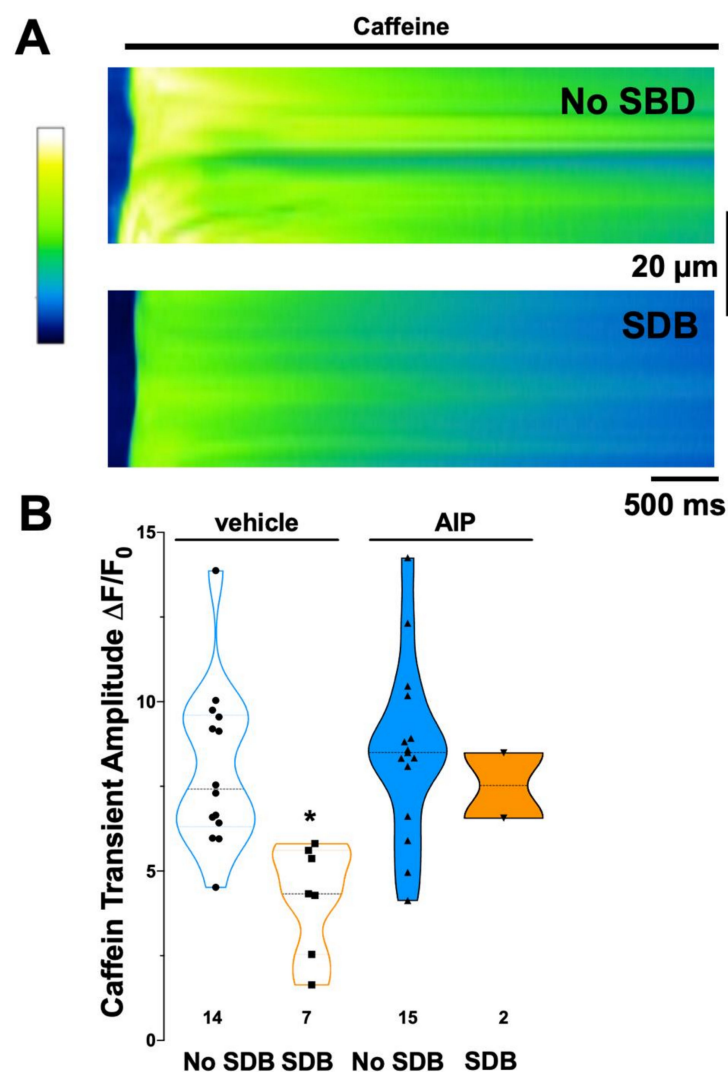 A
Caffeine
No SBD
20 µm
SDB
500 ms
B
vehicle
AIP
Caffein Transient Amplitude ΔF/F0
15
10
5
0
*
14
7
15
2
No SDB
SDB
No SDB
SDB